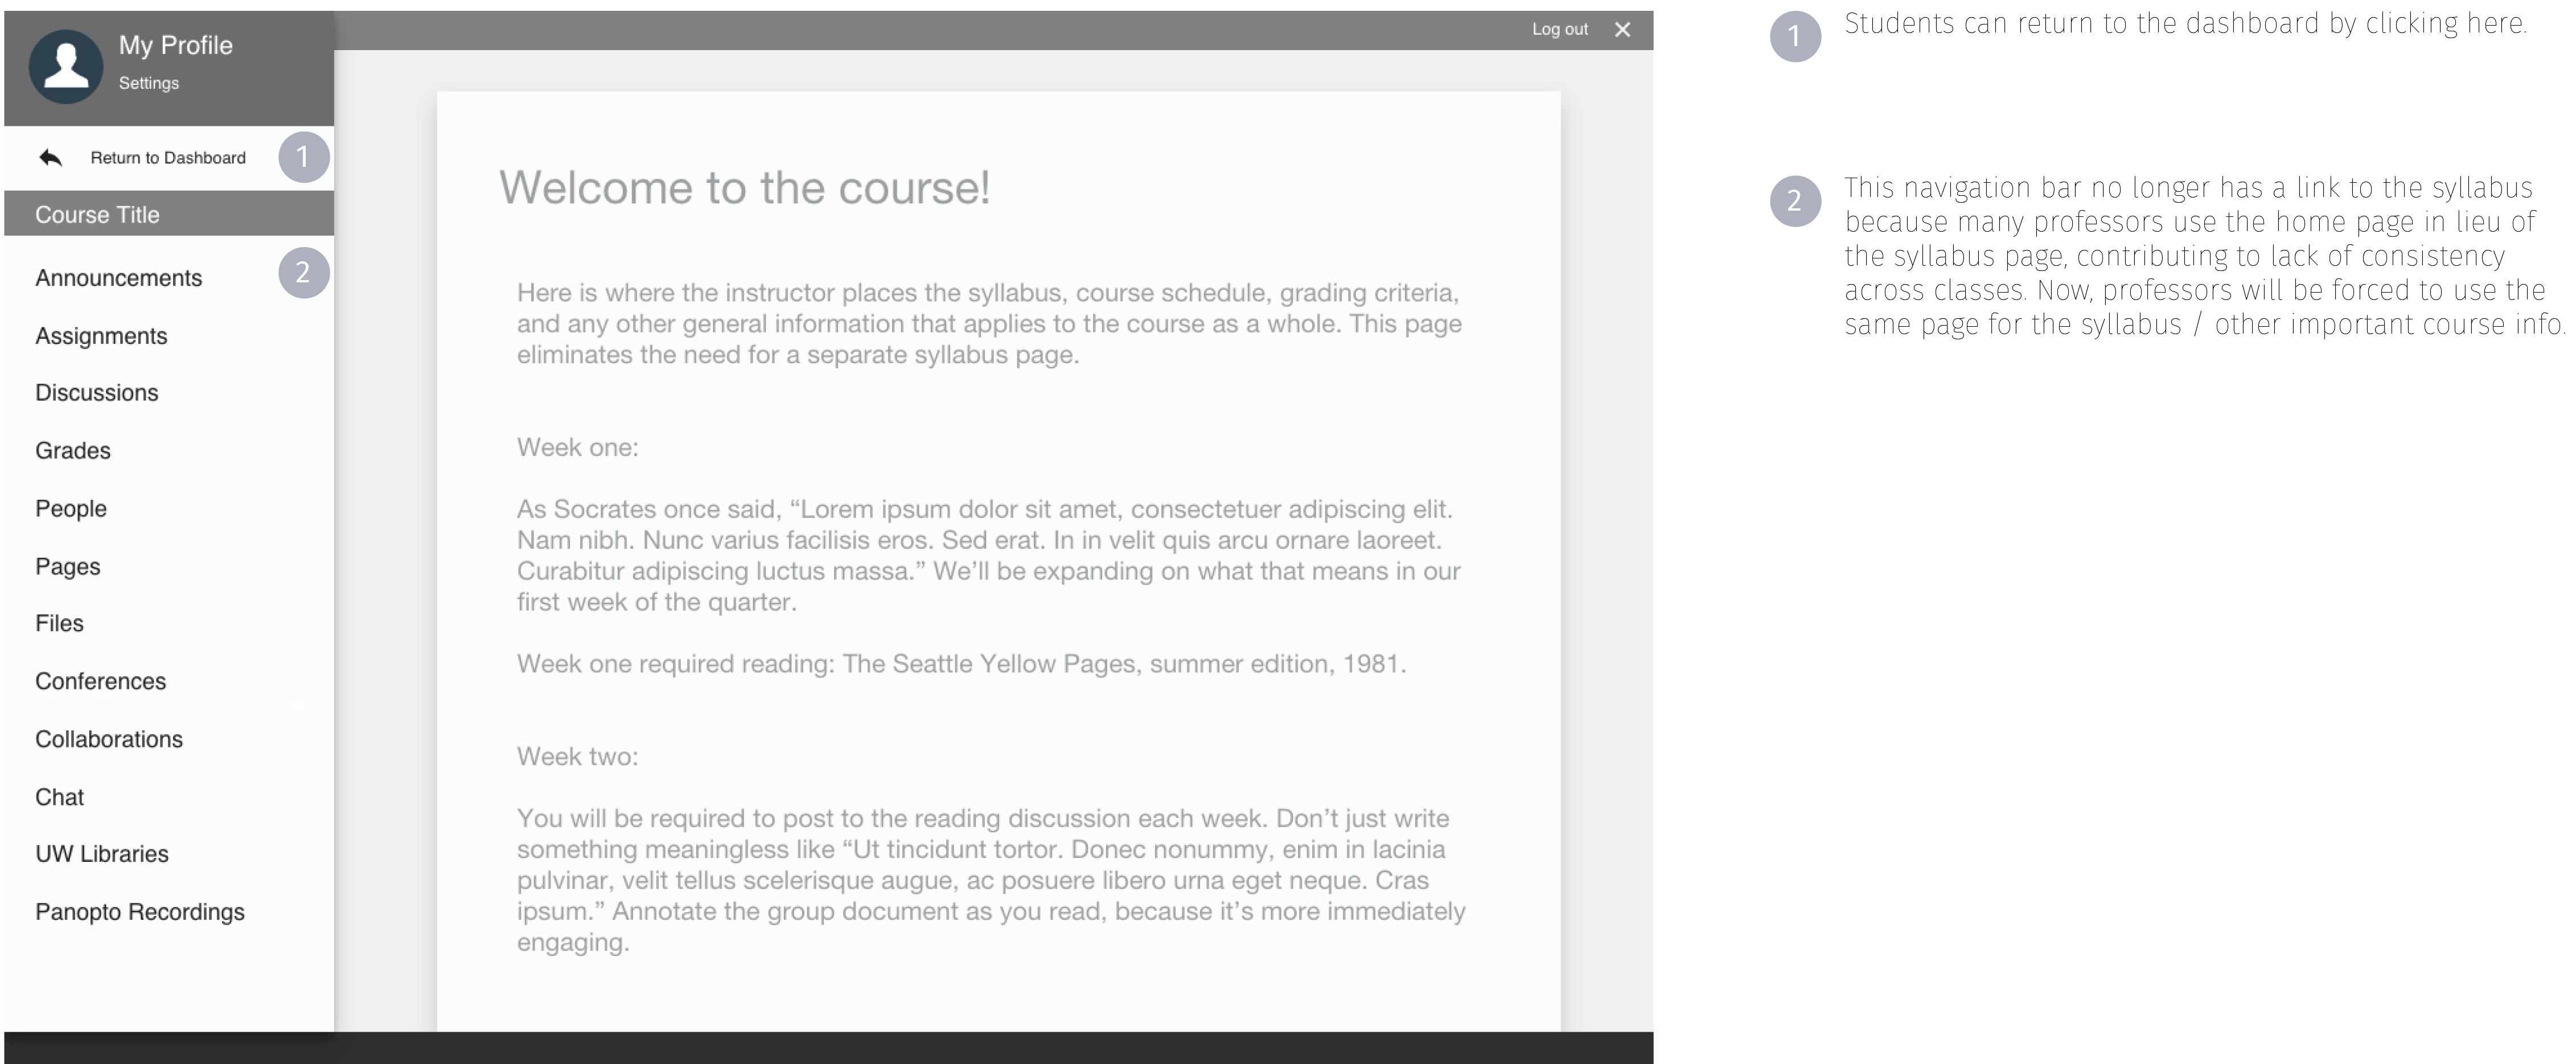 My Profile
Settings
Log out
1
Return to Dashboard
Course Title
2
Announcements
Assignments
Discussions
Grades
People
Pages
Files
Conferences
Collaborations
Chat
UW Libraries
Panopto Recordings
Welcome to the course!
Here is where the instructor places the syllabus, course schedule, grading criteria,
and any other general information that applies to the course as a whole. This page
eliminates the need for a separate syllabus page.
Week one:
As Socrates once said, “Lorem ipsum dolor sit amet, consectetuer adipiscing elit.
Nam nibh. Nunc varius facilisis eros. Sed erat. In in velit quis arcu ornare laoreet.
Curabitur adipiscing luctus massa.” We’ll be expanding on what that means in our
first week of the quarter.
Week one required reading: The Seattle Yellow Pages, summer edition, 1981.
Week two:
You will be required to post to the reading discussion each week. Don’t just write
something meaningless like “Ut tincidunt tortor. Donec nonummy, enim in lacinia
pulvinar, velit tellus scelerisque augue, ac posuere libero urna eget neque. Cras
ipsum.” Annotate the group document as you read, because it’s more immediately
engaging.
1
Students can return to the dashboard by clicking here.
2
This navigation bar no longer has a link to the syllabus
because many professors use the home page in lieu of
the syllabus page, contributing to lack of consistency
across classes. Now, professors will be forced to use the
same page for the syllabus / other important course info.